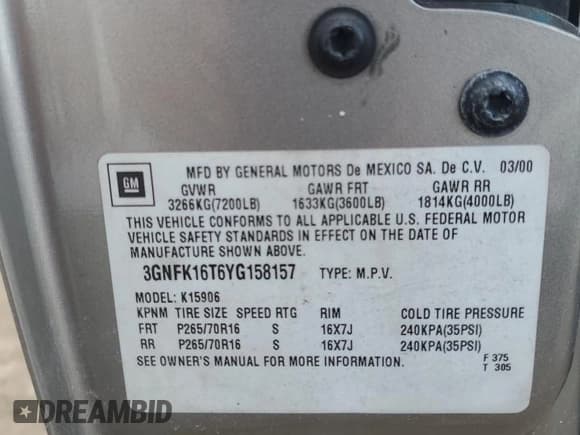 MFD BY GENERAL MOTORS De MEXICO SA. De C.V. 03/00
GM
GVWR GAWR FRT GAWR RR
3266KG(7200LB) 1633KG(3600LB) 1814KG(4000LB)
THIS VEHICLE CONFORMS TO ALL APPLICABLE U.S. FEDERAL MOTOR
VEHICLE SAFETY STANDARDS IN EFFECT ON THE DATE OF
MANUFACTURE SHOWN ABOVE.
3GNFK16T6YG158157 TYPE: M.P.V.
MODEL: K15906
KPNM TIRE SIZE SPEED RTG RIM COLD TIRE PRESSURE
FRT P265/70R16 S 16X7J 240KPA(35PSI)
RR P265/70R16 S 16X7J 240KPA(35PSI)
SEE OWNER'S MANUAL FOR MORE INFORMATION. F 375
T 305
DREAMBID